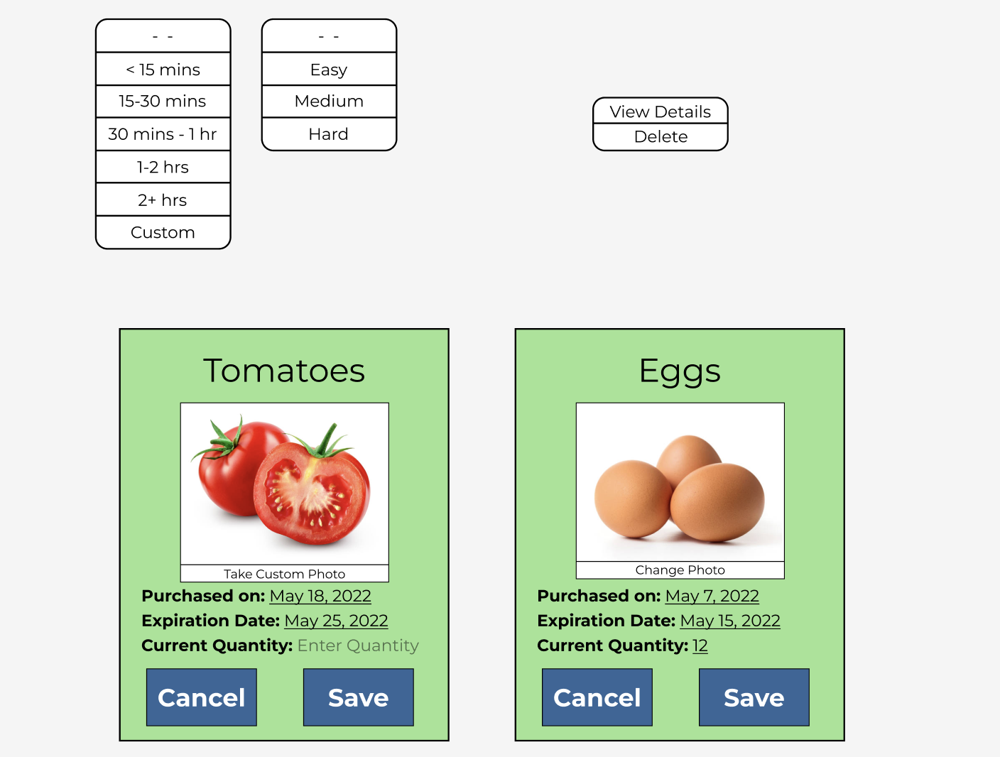 - -
< 15 mins
15-30 mins
30 mins - 1 hr
1-2 hrs
2+ hrs
Custom
- -
Easy
Medium
Hard
View Details
Delete
Tomatoes
Take Custom Photo
Purchased on: May 18, 2022
Expiration Date: May 25, 2022
Current Quantity: Enter Quantity
Cancel
Save
Eggs
Change Photo
Purchased on: May 7, 2022
Expiration Date: May 15, 2022
Current Quantity: 12
Cancel
Save